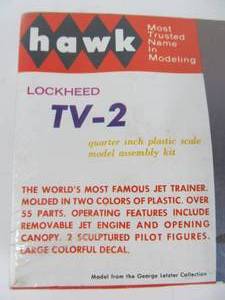 hawk
Most
Trusted
Name
In
Modeling
LOCKHEED
TV-2
quarter inch plastic scale
model assembly kit
THE WORLD'S MOST FAMOUS JET TRAINER.
MOLDED IN TWO COLORS OF PLASTIC. OVER
55 PARTS. OPERATING FEATURES INCLUDE
REMOVABLE JET ENGINE AND OPENING
CANOPY. 2 SCULPTURED PILOT FIGURES.
LARGE COLORFUL DECAL.
Model from the George Letzter Collection